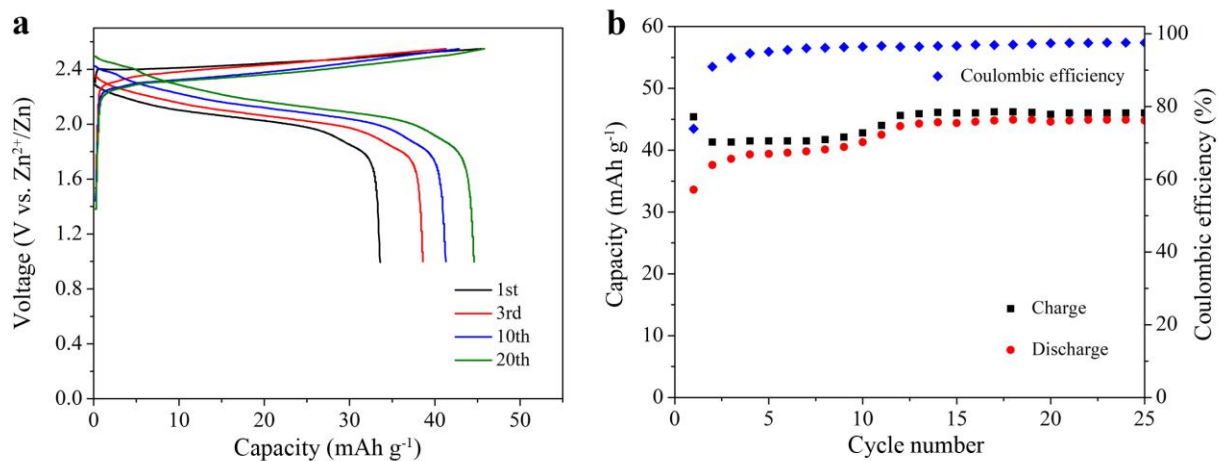 a
Voltage (V vs. Zn²⁺/Zn)
2.4
2.0
1.6
1.2
0.8
0.4
0.0
1st
3rd
10th
20th
0 10 20 30 40 50
Capacity (mAh g⁻¹)
b
Capacity (mAh g⁻¹)
60
50
40
30
20
10
0
Coulombic efficiency
Charge
Discharge
0 5 10 15 20 25
Cycle number
100
80
60
40
20
0
Coulombic efficiency (%)